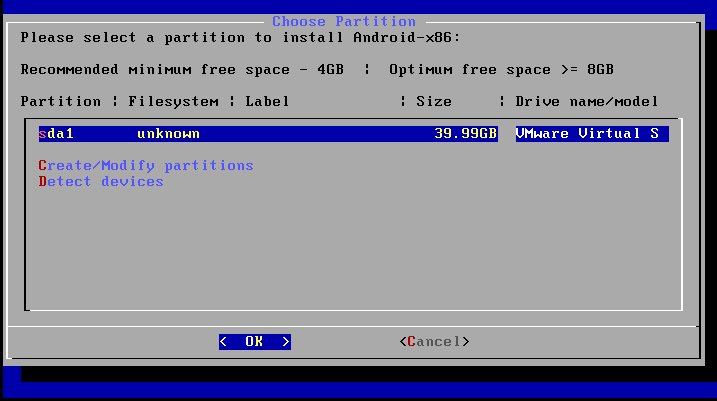 Choose Partition
Please select a partition to install Android-x86:
Recommended minimum free space - 4GB ¦ Optimum free space >= 8GB
Partition ¦ Filesystem ¦ Label ¦ Size ¦ Drive name/model
sda1 unknown 39.99GB VMware Virtual S
Create/Modify partitions
Detect devices
< OK > <Cancel>